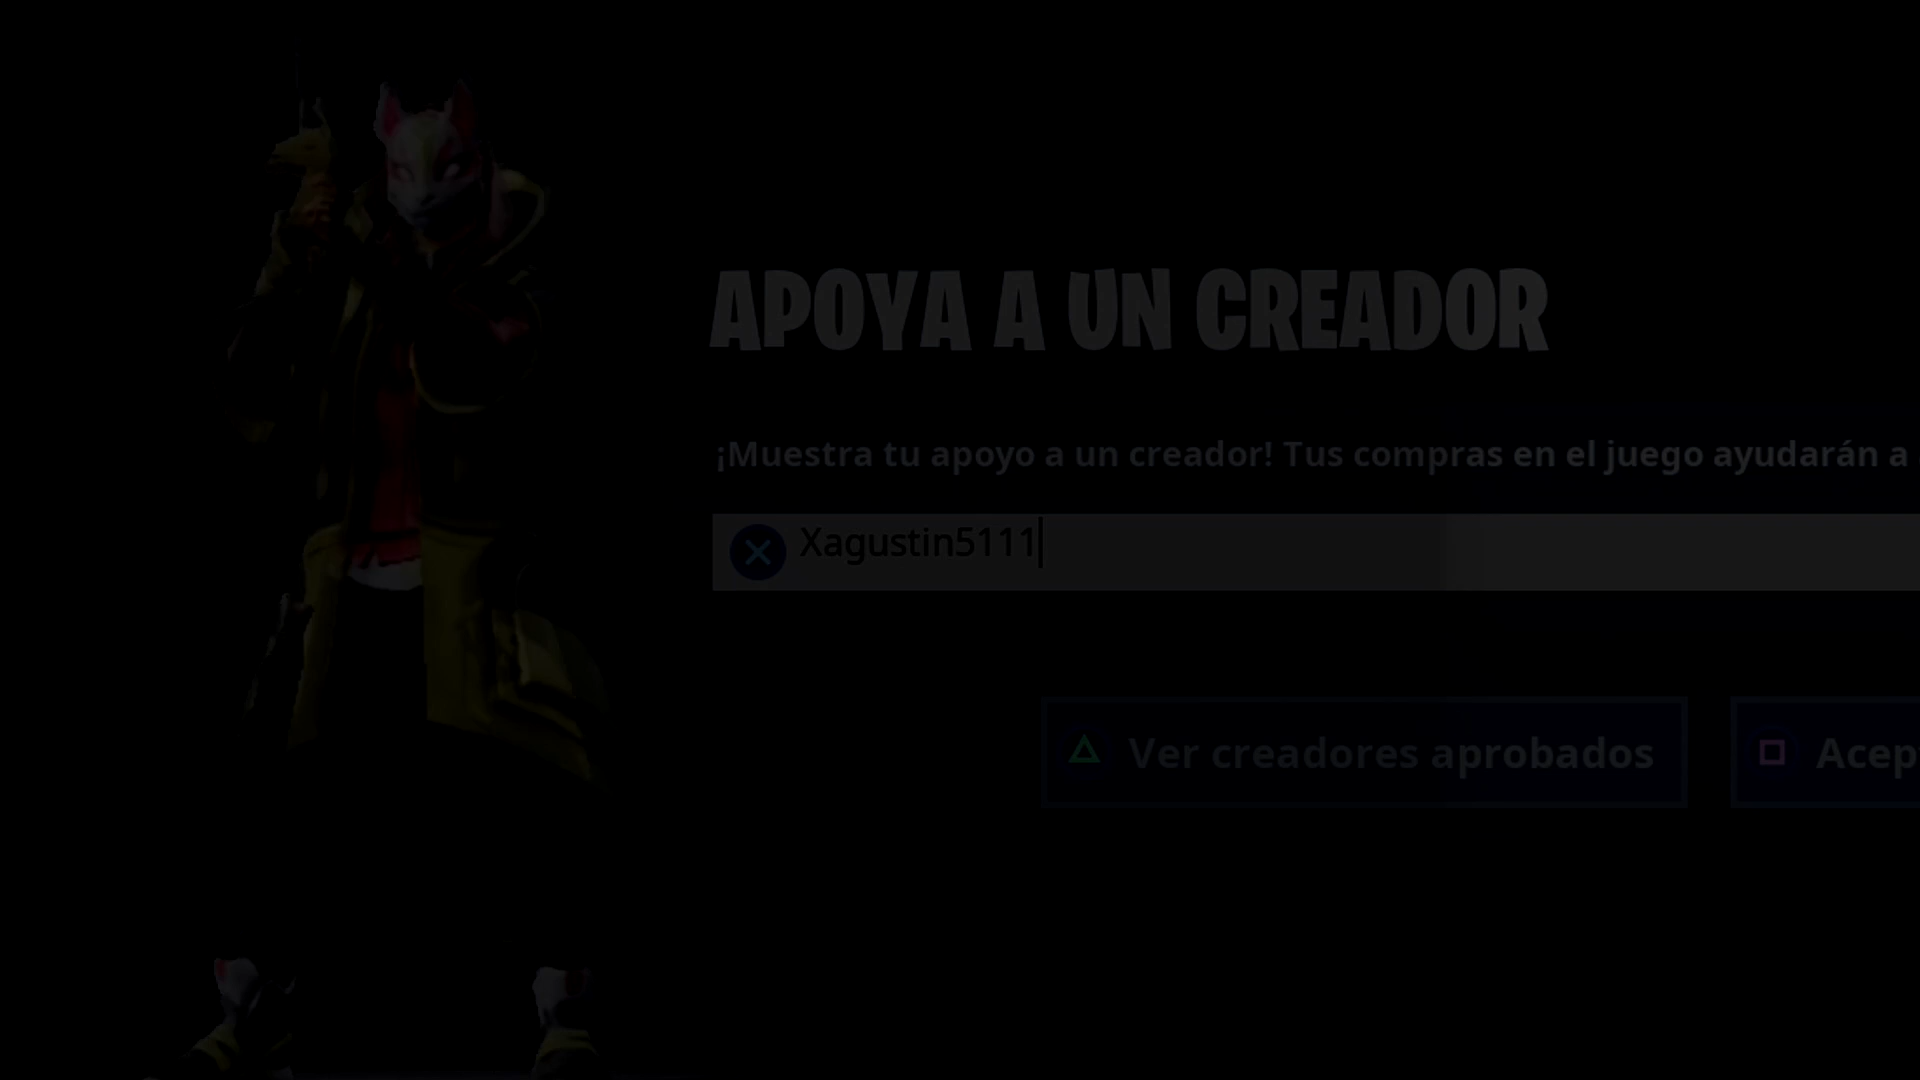 APOYA A UN CREADOR
¡Muestra tu apoyo a un creador! Tus compras en el juego ayudarán a
Xagustin5111
Ver creadores aprobados
Acep